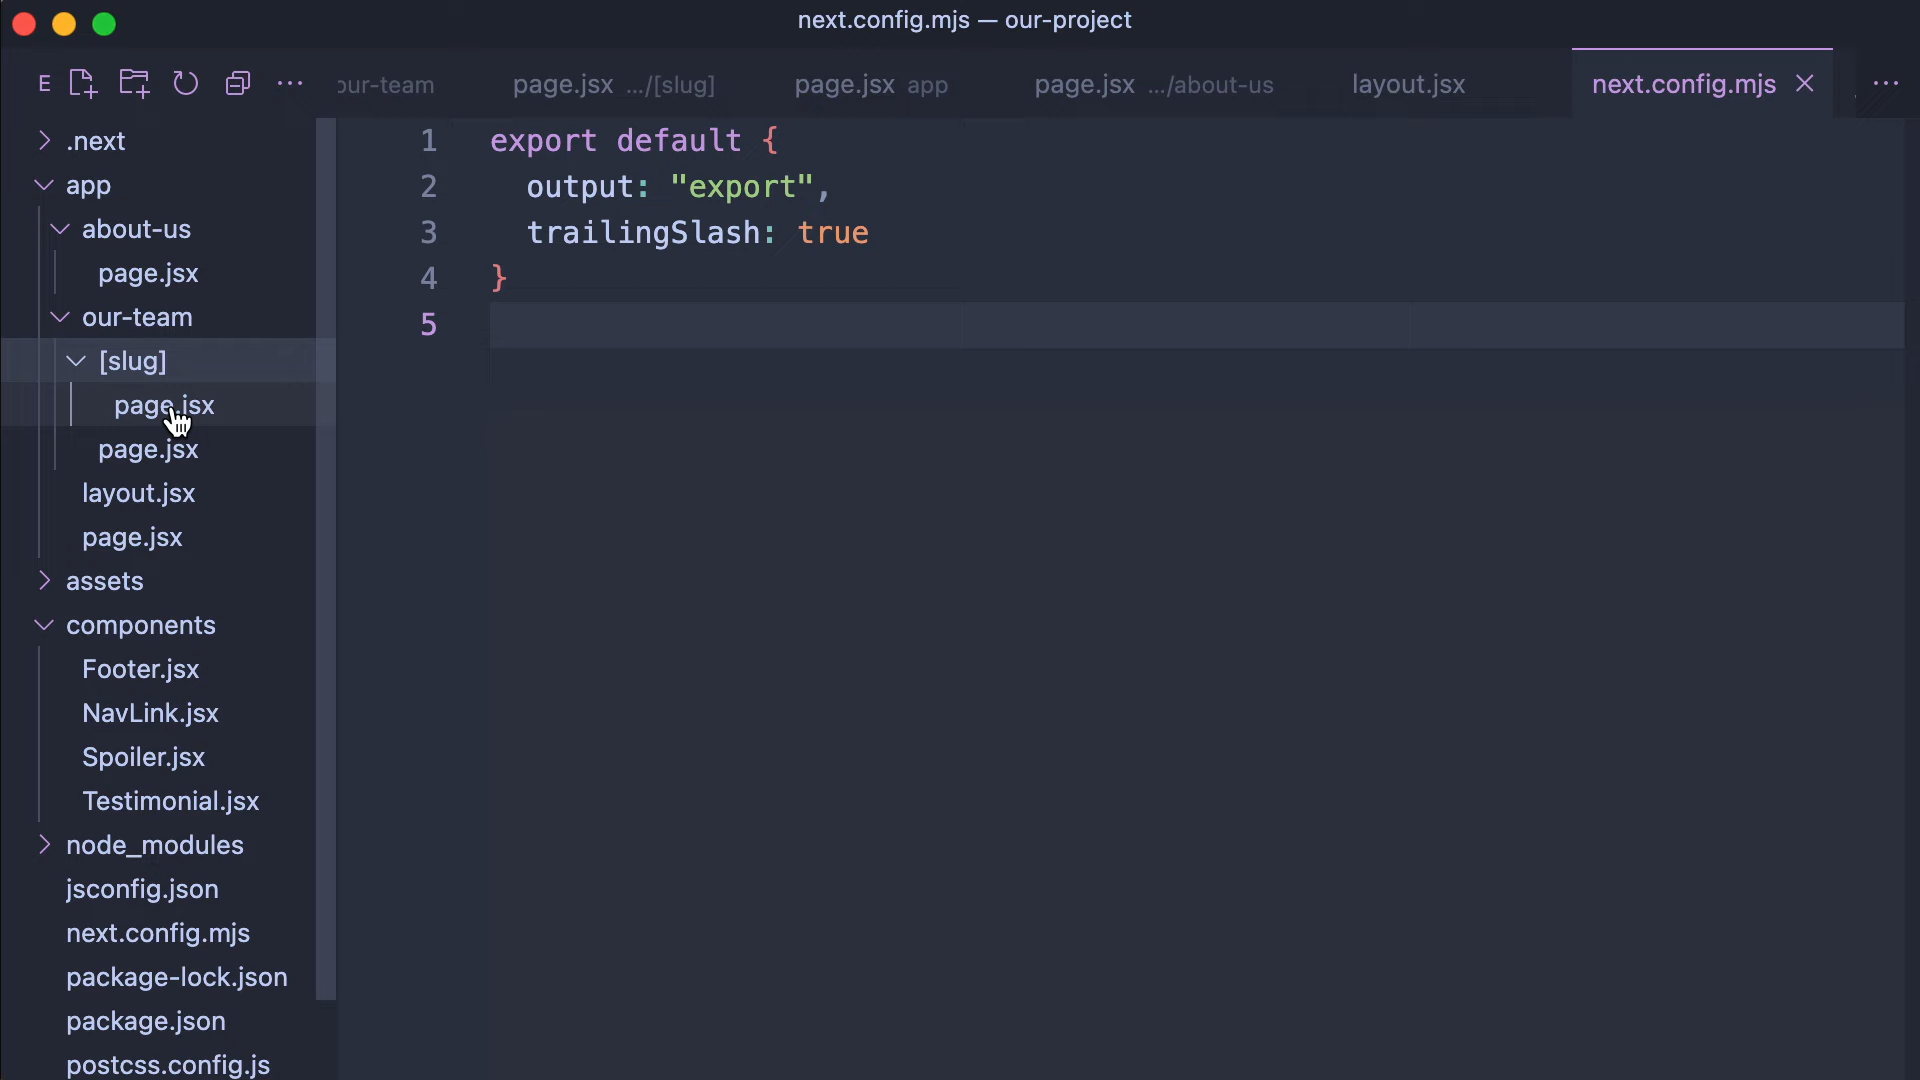 next.config.mjs — our-project
E
our-team
page.jsx .../[slug]
page.jsx app
page.jsx .../about-us
layout.jsx
next.config.mjs
.next
app
about-us
page.jsx
our-team
[slug]
page.jsx
page.jsx
layout.jsx
page.jsx
assets
components
Footer.jsx
NavLink.jsx
Spoiler.jsx
Testimonial.jsx
node_modules
jsconfig.json
next.config.mjs
package-lock.json
package.json
postcss.config.js
1 export default {
2 output: "export",
3 trailingSlash: true
4 }
5